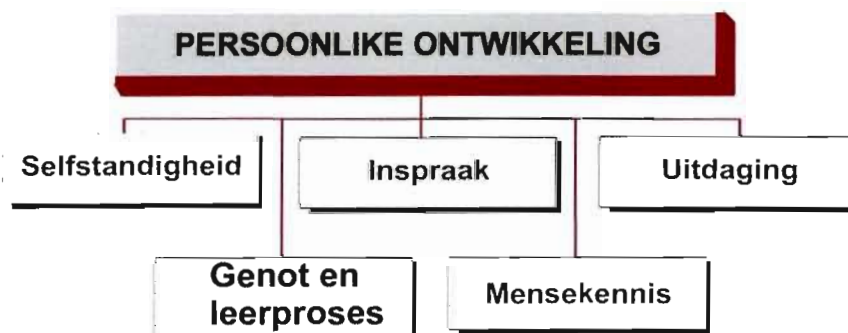 PERSOONLIKE ONTWIKKELING
Selfstandigheid
Inspraak
Uitdaging
Genot en
leerproses
Mensekennis